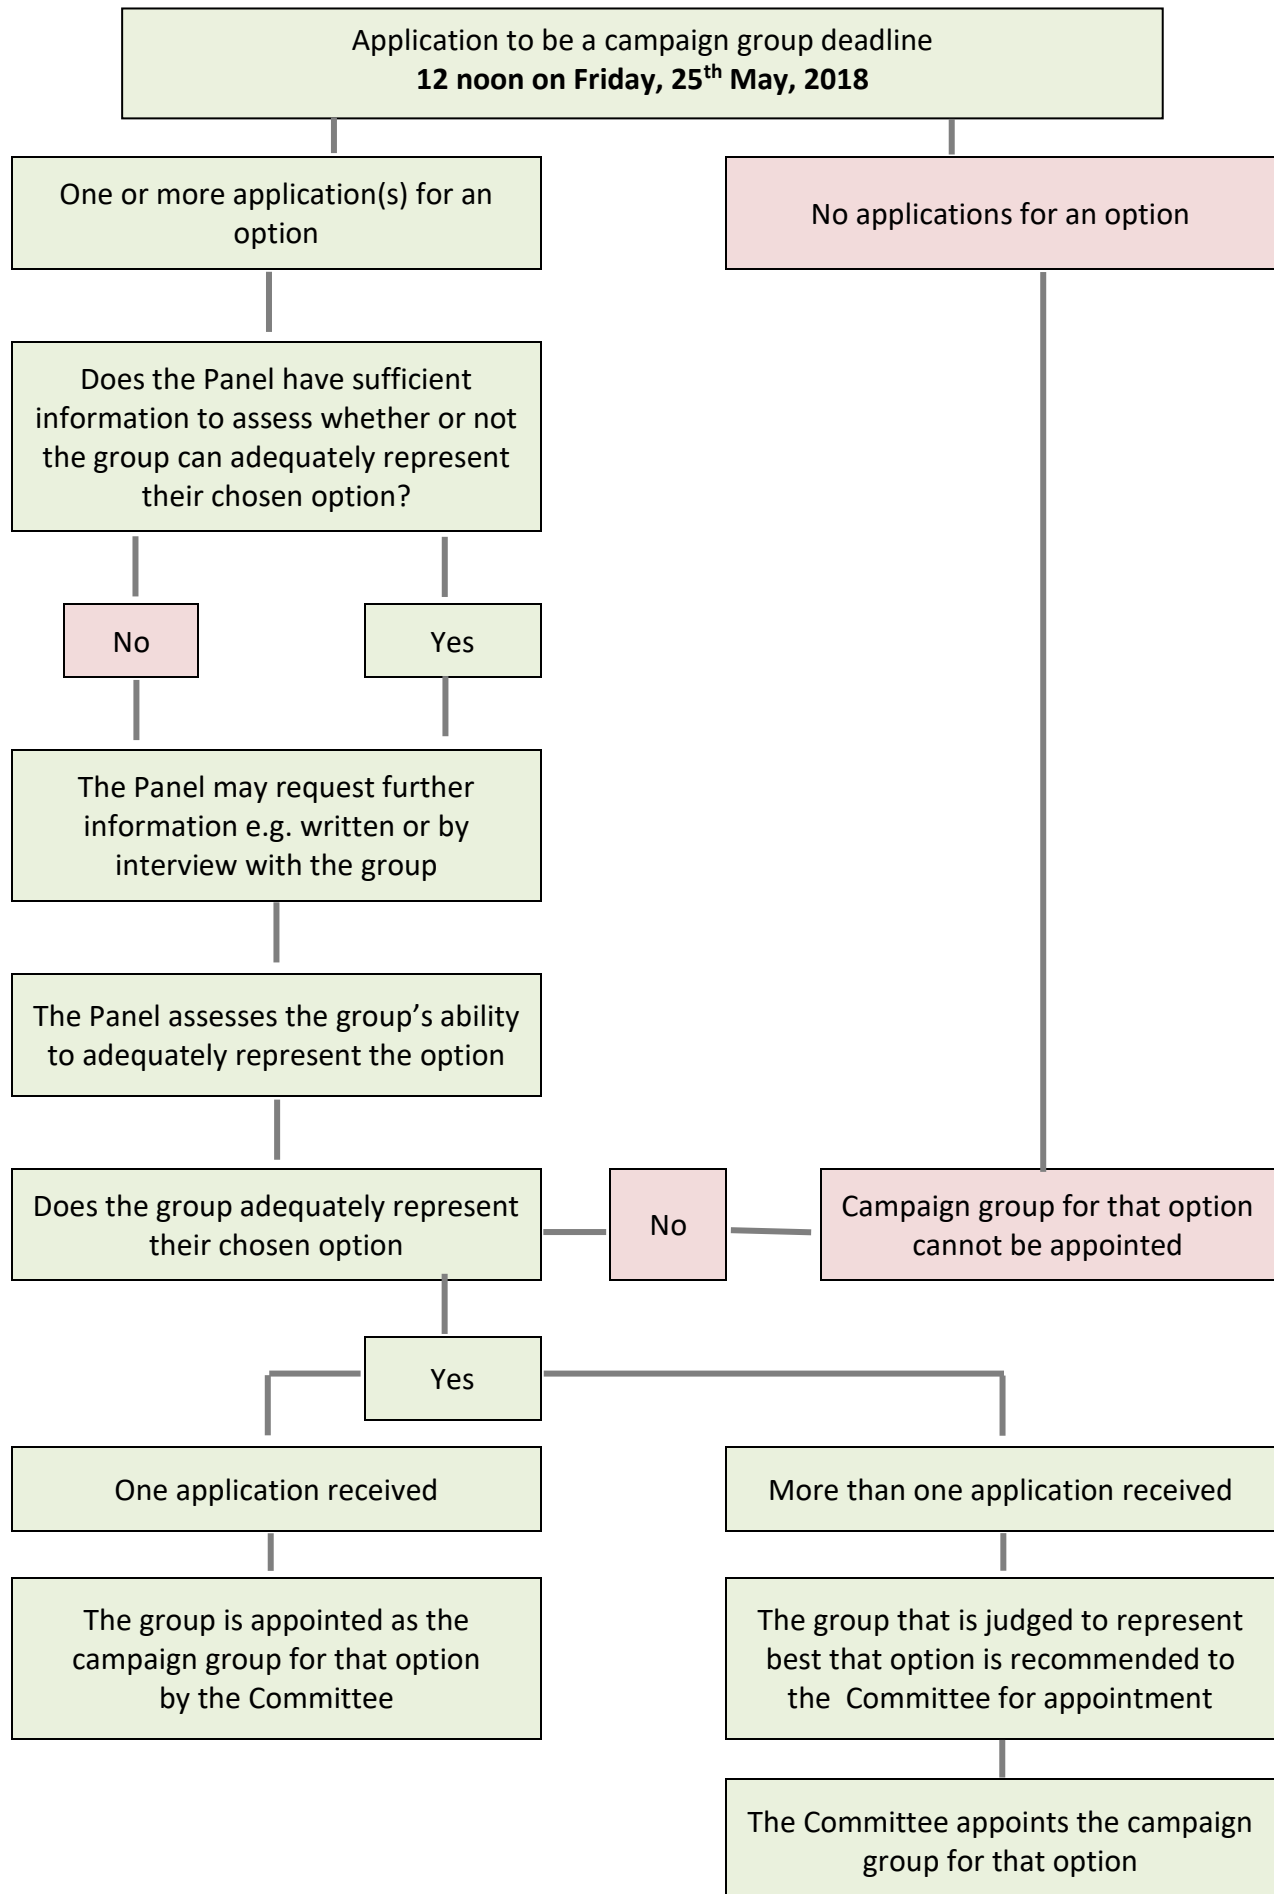 Application to be a campaign group deadline
12 noon on Friday, 25th May, 2018
One or more application(s) for an
option
No applications for an option
Does the Panel have sufficient
information to assess whether or not
the group can adequately represent
their chosen option?
No
Yes
The Panel may request further
information e.g. written or by
interview with the group
The Panel assesses the group’s ability
to adequately represent the option
Does the group adequately represent
their chosen option
No
Campaign group for that option
cannot be appointed
Yes
One application received
More than one application received
The group is appointed as the
campaign group for that option
by the Committee
The group that is judged to represent
best that option is recommended to
the Committee for appointment
The Committee appoints the campaign
group for that option